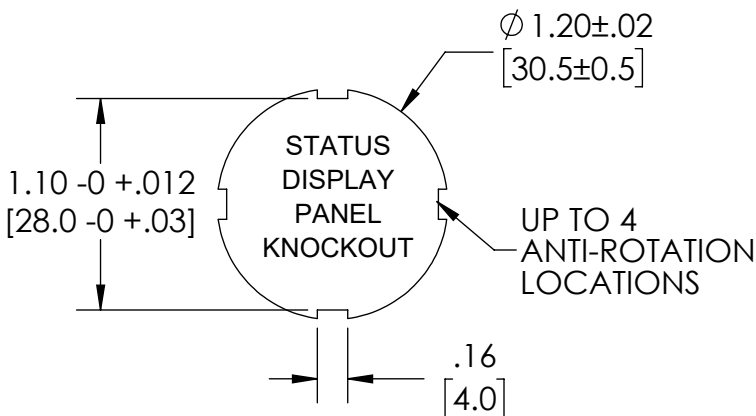 ⌀ 1.20±.02
[30.5±0.5]
STATUS
DISPLAY
PANEL
KNOCKOUT
1.10 -0 +.012
[28.0 -0 +.03]
UP TO 4
ANTI-ROTATION
LOCATIONS
.16
[4.0]